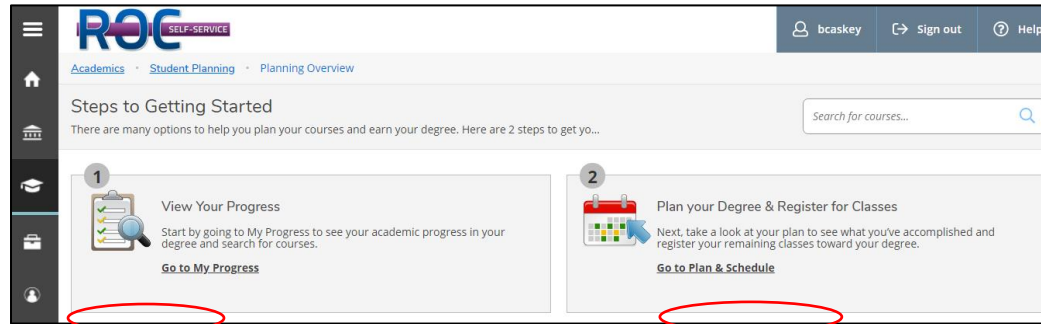 ROC SELF-SERVICE
bcaskey
Sign out
Help
Academics · Student Planning · Planning Overview
Steps to Getting Started
There are many options to help you plan your courses and earn your degree. Here are 2 steps to get yo...
Search for courses...
1
View Your Progress
Start by going to My Progress to see your academic progress in your
degree and search for courses.
Go to My Progress
2
Plan your Degree & Register for Classes
Next, take a look at your plan to see what you've accomplished and
register your remaining classes toward your degree.
Go to Plan & Schedule